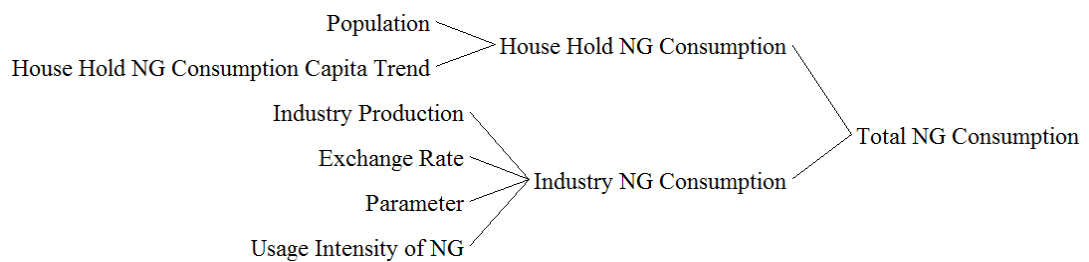 Population
House Hold NG Consumption
House Hold NG Consumption Capita Trend
Industry Production
Total NG Consumption
Exchange Rate
Industry NG Consumption
Parameter
Usage Intensity of NG